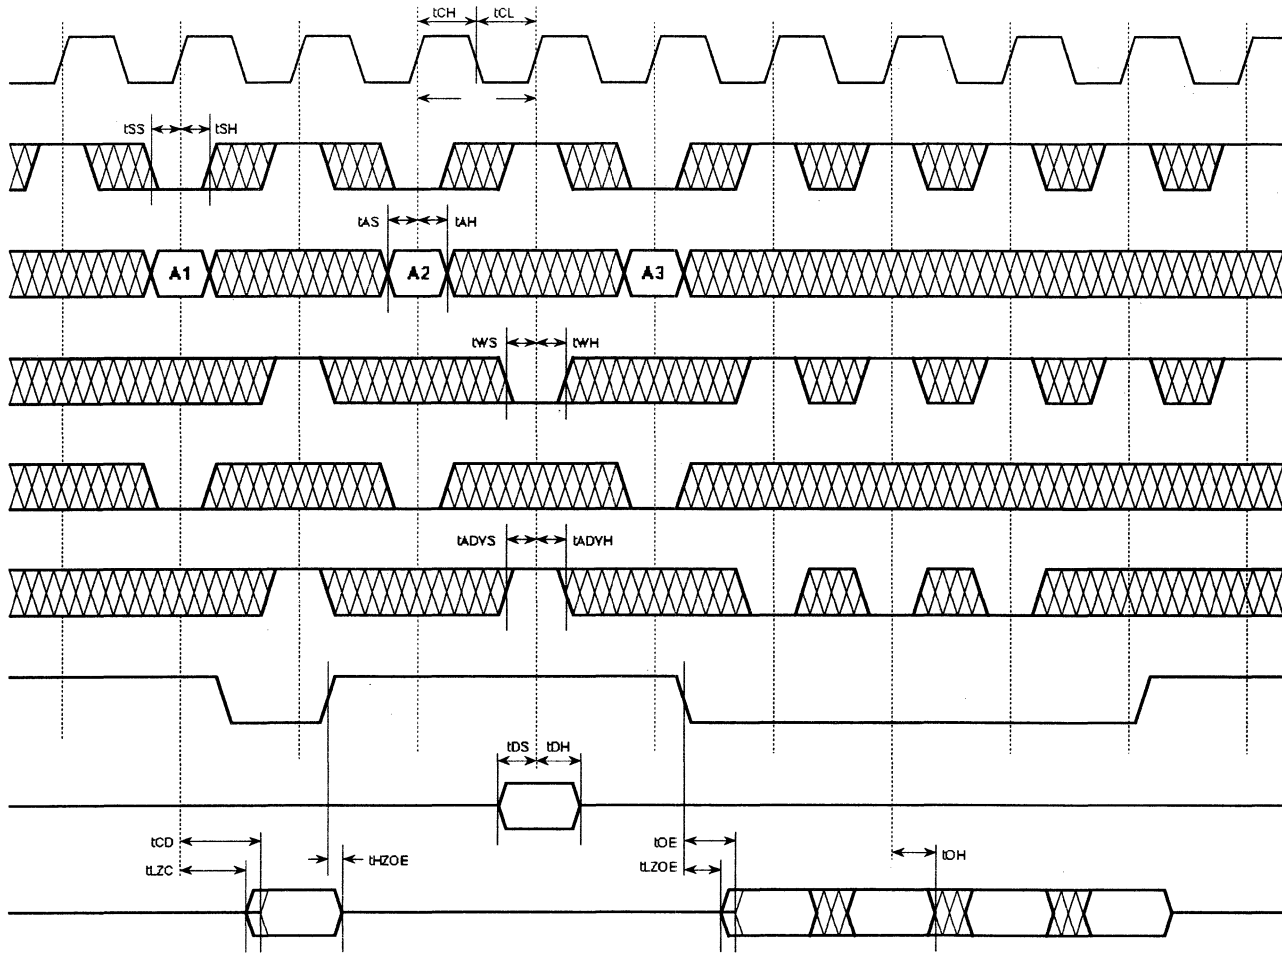 tCH tCL
tSS tSH
tAS tAH
A1 A2 A3
tWS tWH
tADVS tADVH
tDS tDH
tCD tOE
tHZOE tOH
tLZC tLZOE